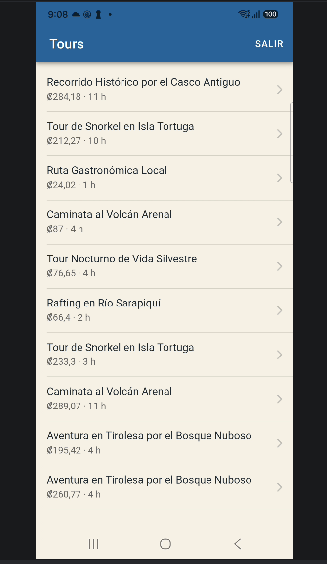 9:08
100
Tours
SALIR
Recorrido Histórico por el Casco Antiguo
₡284,18 · 11 h
Tour de Snorkel en Isla Tortuga
₡212,27 · 10 h
Ruta Gastronómica Local
₡24,02 · 1 h
Caminata al Volcán Arenal
₡87 · 4 h
Tour Nocturno de Vida Silvestre
₡76,65 · 4 h
Rafting en Río Sarapiquí
₡66,4 · 2 h
Tour de Snorkel en Isla Tortuga
₡233,3 · 3 h
Caminata al Volcán Arenal
₡289,07 · 11 h
Aventura en Tirolesa por el Bosque Nuboso
₡195,42 · 4 h
Aventura en Tirolesa por el Bosque Nuboso
₡260,77 · 4 h